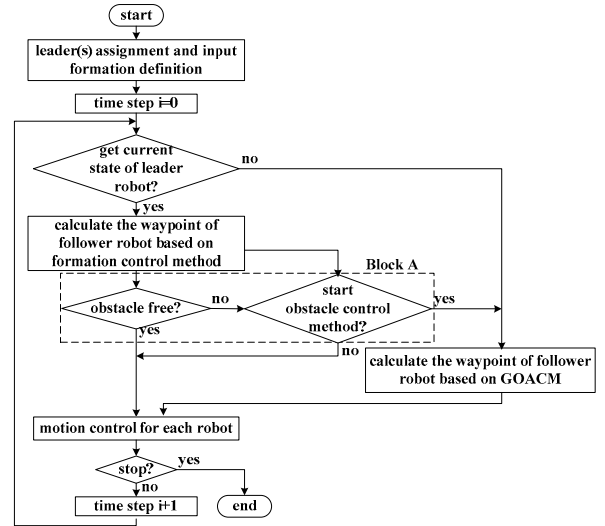 start
leader(s) assignment and input
formation definition
time step i=0
get current
state of leader
robot?
no
yes
calculate the waypoint of
follower robot based on
formation control method
Block A
obstacle free?
no
start
obstacle control
method?
yes
yes
no
calculate the waypoint of follower
robot based on GOACM
motion control for each robot
stop?
yes
no
time step i+1
end